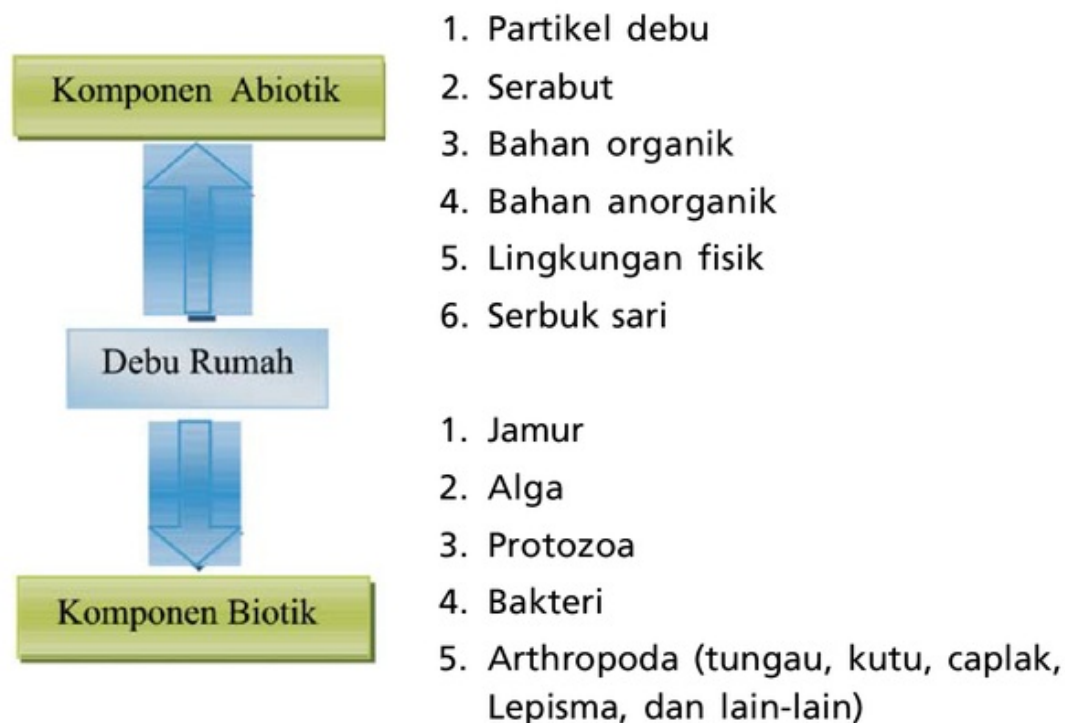 Komponen Abiotik
1. Partikel debu
2. Serabut
3. Bahan organik
4. Bahan anorganik
5. Lingkungan fisik
6. Serbuk sari
Debu Rumah
Komponen Biotik
1. Jamur
2. Alga
3. Protozoa
4. Bakteri
5. Arthropoda (tungau, kutu, caplak,
Lepisma, dan lain-lain)